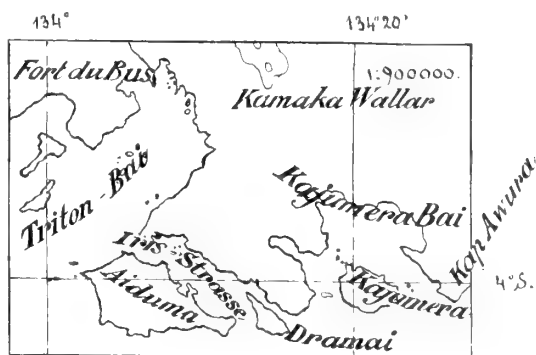 134° 134°20'
Fort du Bus
1:900000.
Kamaka Wallar
Triton-Bai
Kajumera Bai
Kap Awura
Iris-Strasse
4° S.
Aiduma
Kajumera
Dramai